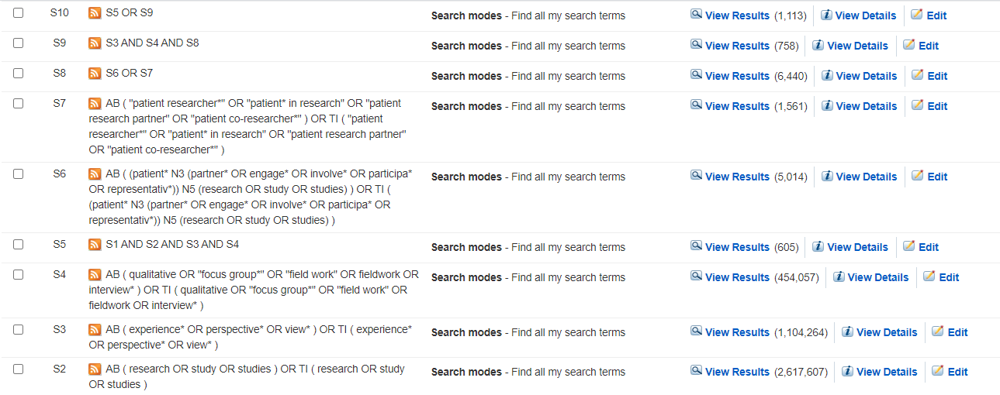 S10 S5 OR S9 Search modes - Find all my search terms View Results (1,113) View Details Edit
S9 S3 AND S4 AND S8 Search modes - Find all my search terms View Results (758) View Details Edit
S8 S6 OR S7 Search modes - Find all my search terms View Results (6,440) View Details Edit
S7 AB ( "patient researcher*" OR "patient* in research" OR "patient Search modes - Find all my search terms View Results (1,561) View Details Edit
research partner" OR "patient co-researcher*" ) OR TI ( "patient
researcher*" OR "patient* in research" OR "patient research partner"
OR "patient co-researcher*" )
S6 AB ( (patient* N3 (partner* OR engage* OR involve* OR participa* Search modes - Find all my search terms View Results (5,014) View Details Edit
OR representativ*)) N5 (research OR study OR studies) ) OR TI (
(patient* N3 (partner* OR engage* OR involve* OR participa* OR
representativ*)) N5 (research OR study OR studies) )
S5 S1 AND S2 AND S3 AND S4 Search modes - Find all my search terms View Results (605) View Details Edit
S4 AB ( qualitative OR "focus group*" OR "field work" OR fieldwork OR Search modes - Find all my search terms View Results (454,057) View Details Edit
interview* ) OR TI ( qualitative OR "focus group*" OR "field work" OR
fieldwork OR interview* )
S3 AB ( experience* OR perspective* OR view* ) OR TI ( experience* Search modes - Find all my search terms View Results (1,104,264) View Details Edit
OR perspective* OR view* )
S2 AB ( research OR study OR studies ) OR TI ( research OR study Search modes - Find all my search terms View Results (2,617,607) View Details Edit
OR studies )